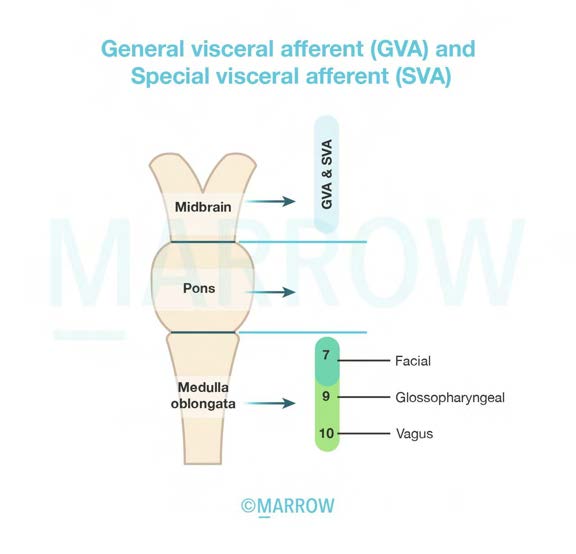 General visceral afferent (GVA) and
Special visceral afferent (SVA)
GVA & SVA
Midbrain
MARROW
Pons
7
Facial
Medulla
oblongata
9
Glossopharyngeal
10
Vagus
©MARROW